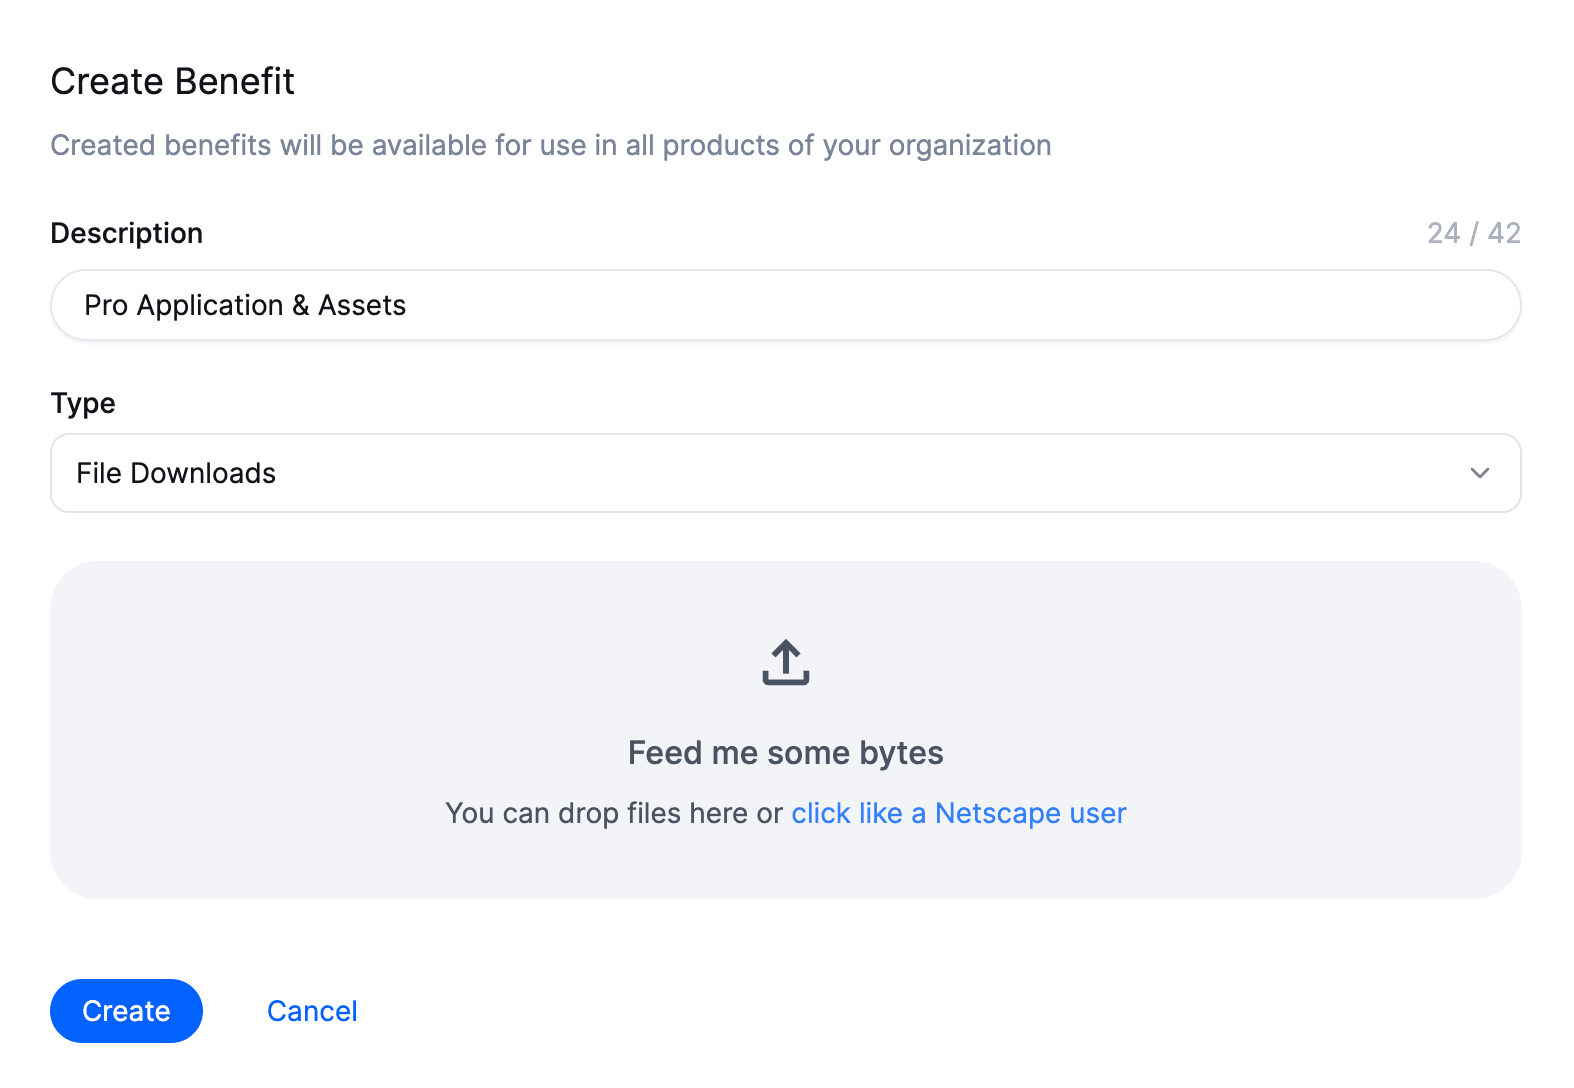 Create Benefit
Created benefits will be available for use in all products of your organization
Description
24 / 42
Pro Application & Assets
Type
File Downloads
Feed me some bytes
You can drop files here or click like a Netscape user
Create
Cancel